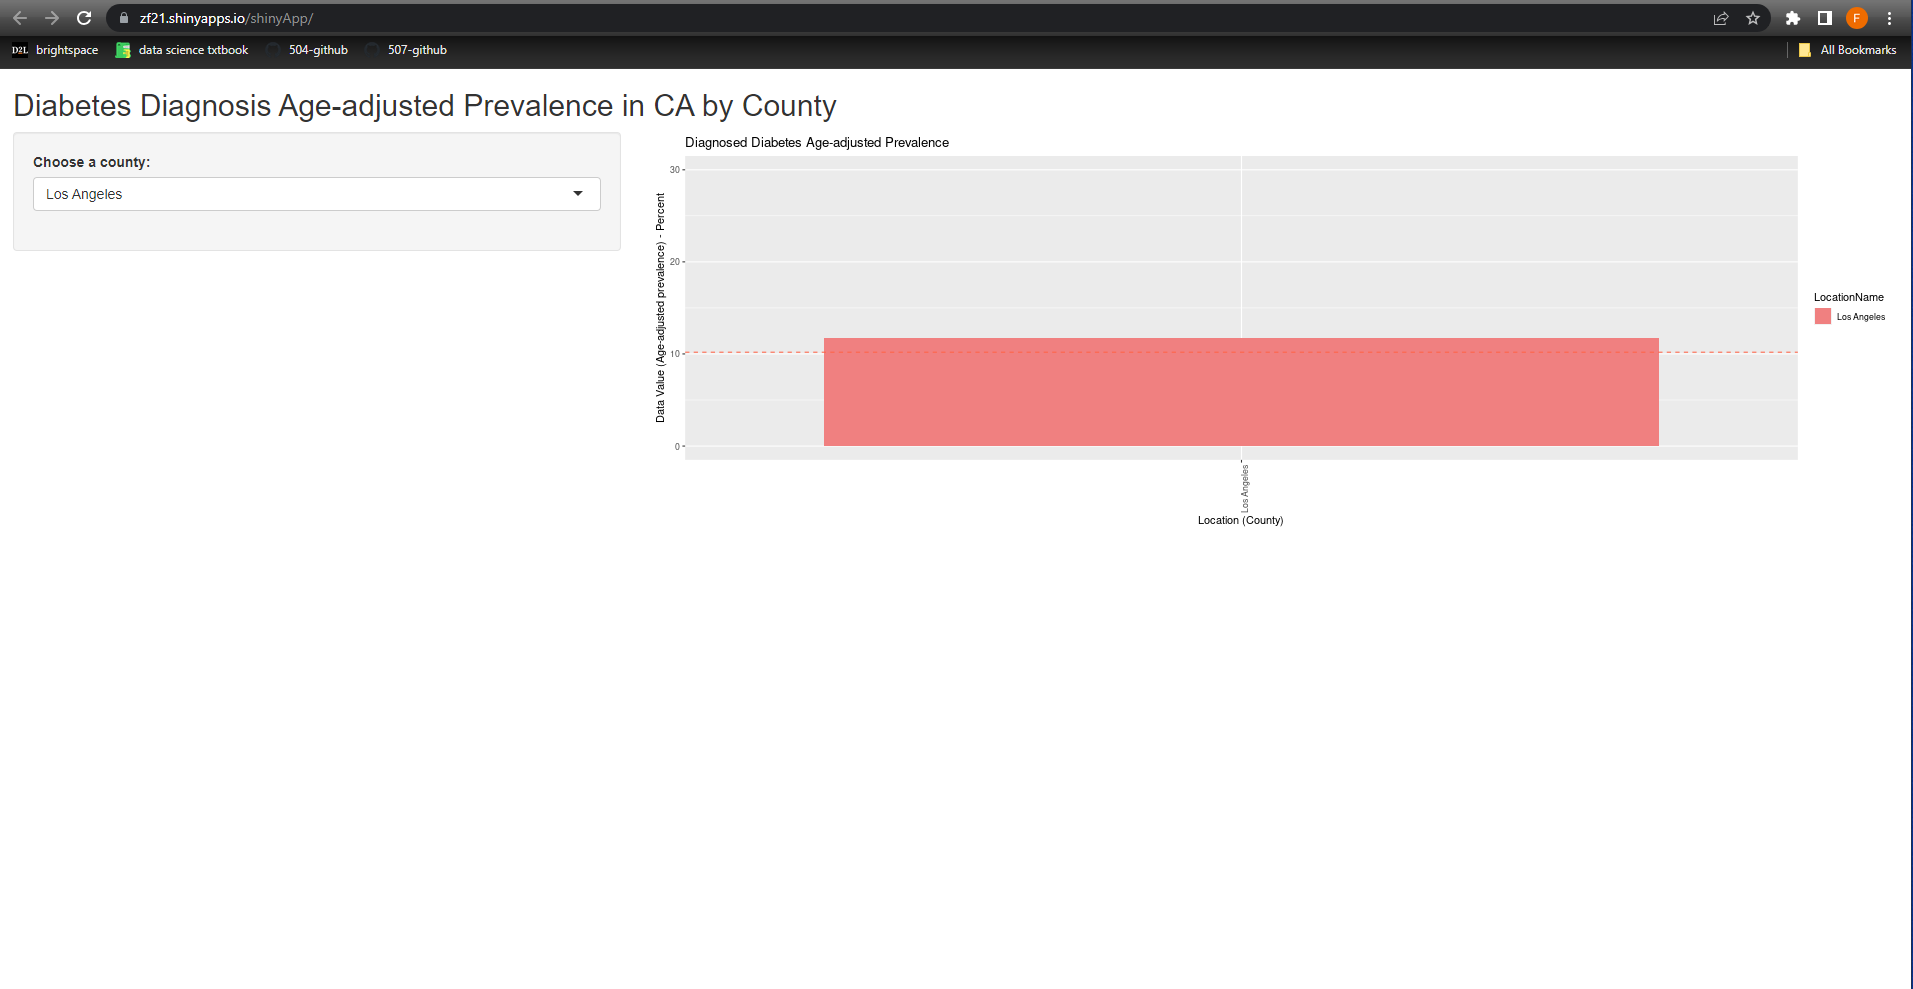 zf21.shinyapps.io/shinyApp/
F
D2L brightspace data science txtbook 504-github 507-github All Bookmarks
Diabetes Diagnosis Age-adjusted Prevalence in CA by County
Choose a county:
Los Angeles
Diagnosed Diabetes Age-adjusted Prevalence
Data Value (Age-adjusted prevalence) - Percent
30
20
10
0
Los Angeles
Location (County)
LocationName
Los Angeles